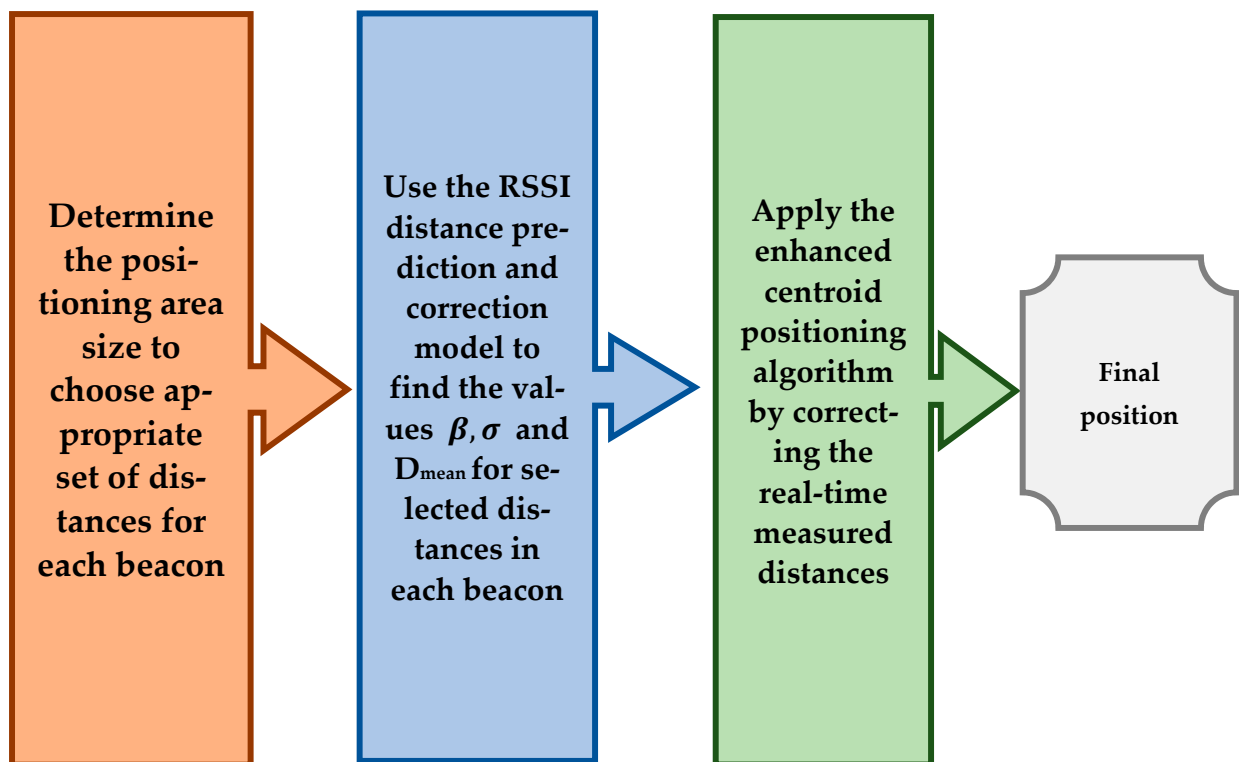 Determine
the posi-
tioning area
size to
choose ap-
propriate
set of dis-
tances for
each beacon
Use the RSSI
distance pre-
diction and
correction
model to
find the val-
ues β, σ and
Dmean for se-
lected dis-
tances in
each beacon
Apply the
enhanced
centroid
positioning
algorithm
by correct-
ing the
real-time
measured
distances
Final
position